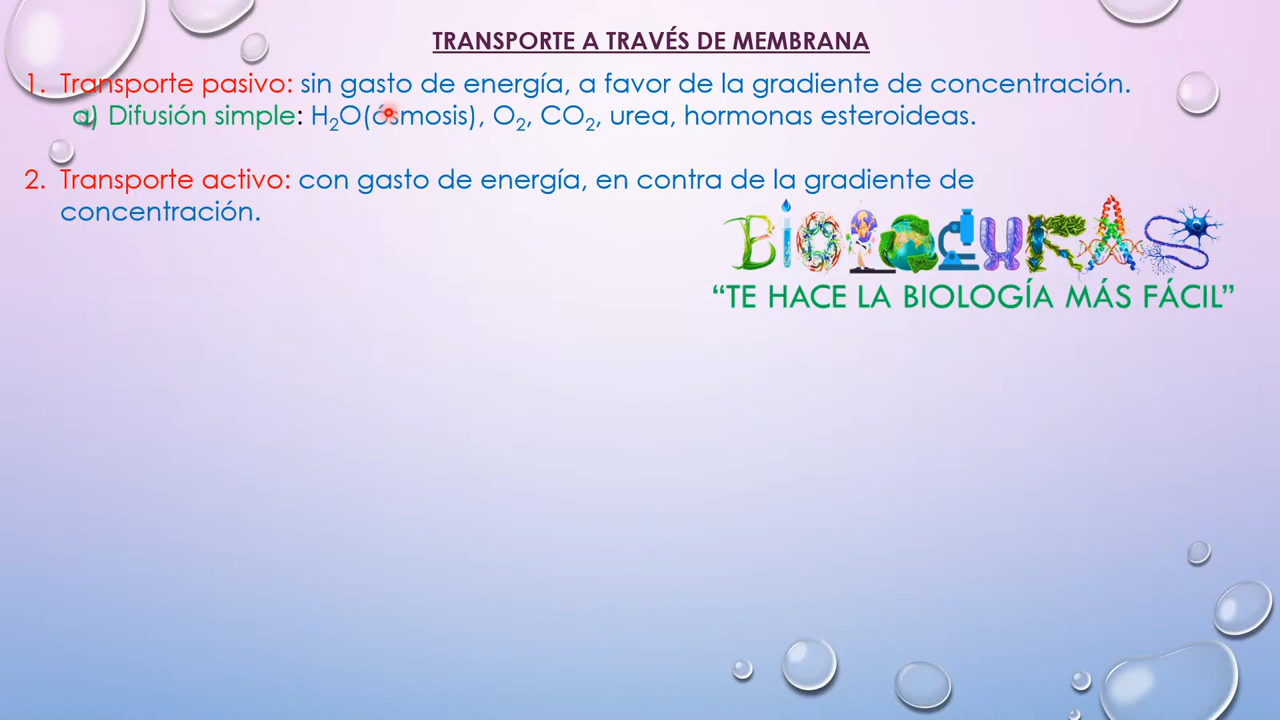 TRANSPORTE A TRAVÉS DE MEMBRANA
1. Transporte pasivo: sin gasto de energía, a favor de la gradiente de concentración.
a) Difusión simple: H₂O(ósmosis), O₂, CO₂, urea, hormonas esteroideas.
2. Transporte activo: con gasto de energía, en contra de la gradiente de
concentración.
BIOLOCURAS
“TE HACE LA BIOLOGÍA MÁS FÁCIL”